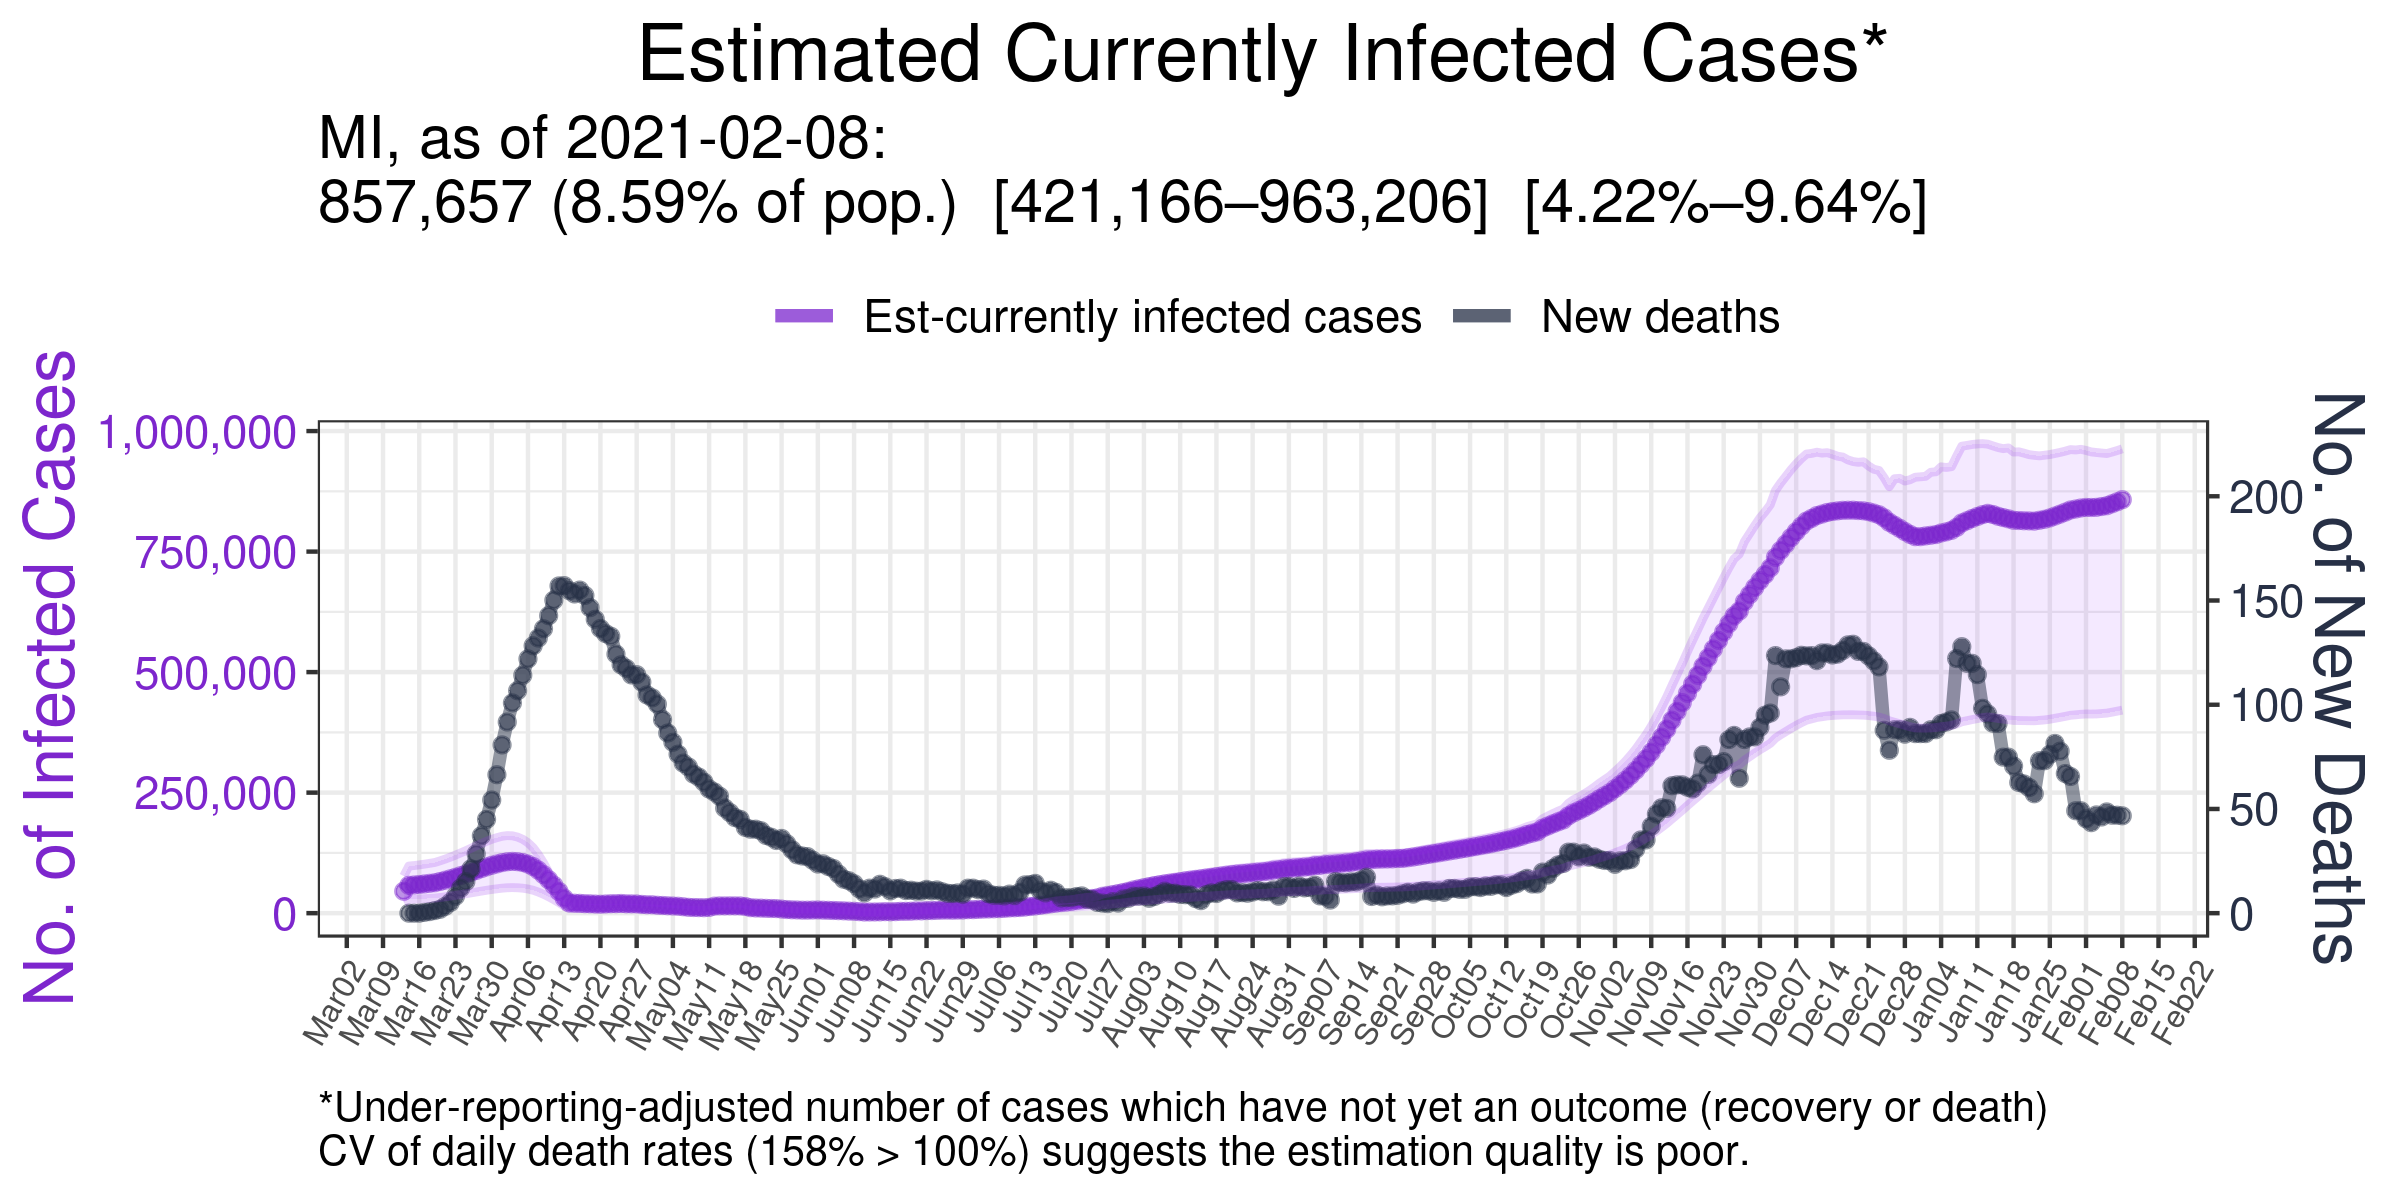 Estimated Currently Infected Cases*
MI, as of 2021-02-08:
857,657 (8.59% of pop.) [421,166–963,206] [4.22%–9.64%]
Est-currently infected cases New deaths
No. of Infected Cases
1,000,000
750,000
500,000
250,000
0
No. of New Deaths
200
150
100
50
0
Mar02 Mar09 Mar16 Mar23 Mar30 Apr06 Apr13 Apr20 Apr27 May04 May11 May18 May25 Jun01 Jun08 Jun15 Jun22 Jun29 Jul06 Jul13 Jul20 Jul27 Aug03 Aug10 Aug17 Aug24 Aug31 Sep07 Sep14 Sep21 Sep28 Oct05 Oct12 Oct19 Oct26 Nov02 Nov09 Nov16 Nov23 Nov30 Dec07 Dec14 Dec21 Dec28 Jan04 Jan11 Jan18 Jan25 Feb01 Feb08 Feb15 Feb22
*Under-reporting-adjusted number of cases which have not yet an outcome (recovery or death)
CV of daily death rates (158% > 100%) suggests the estimation quality is poor.